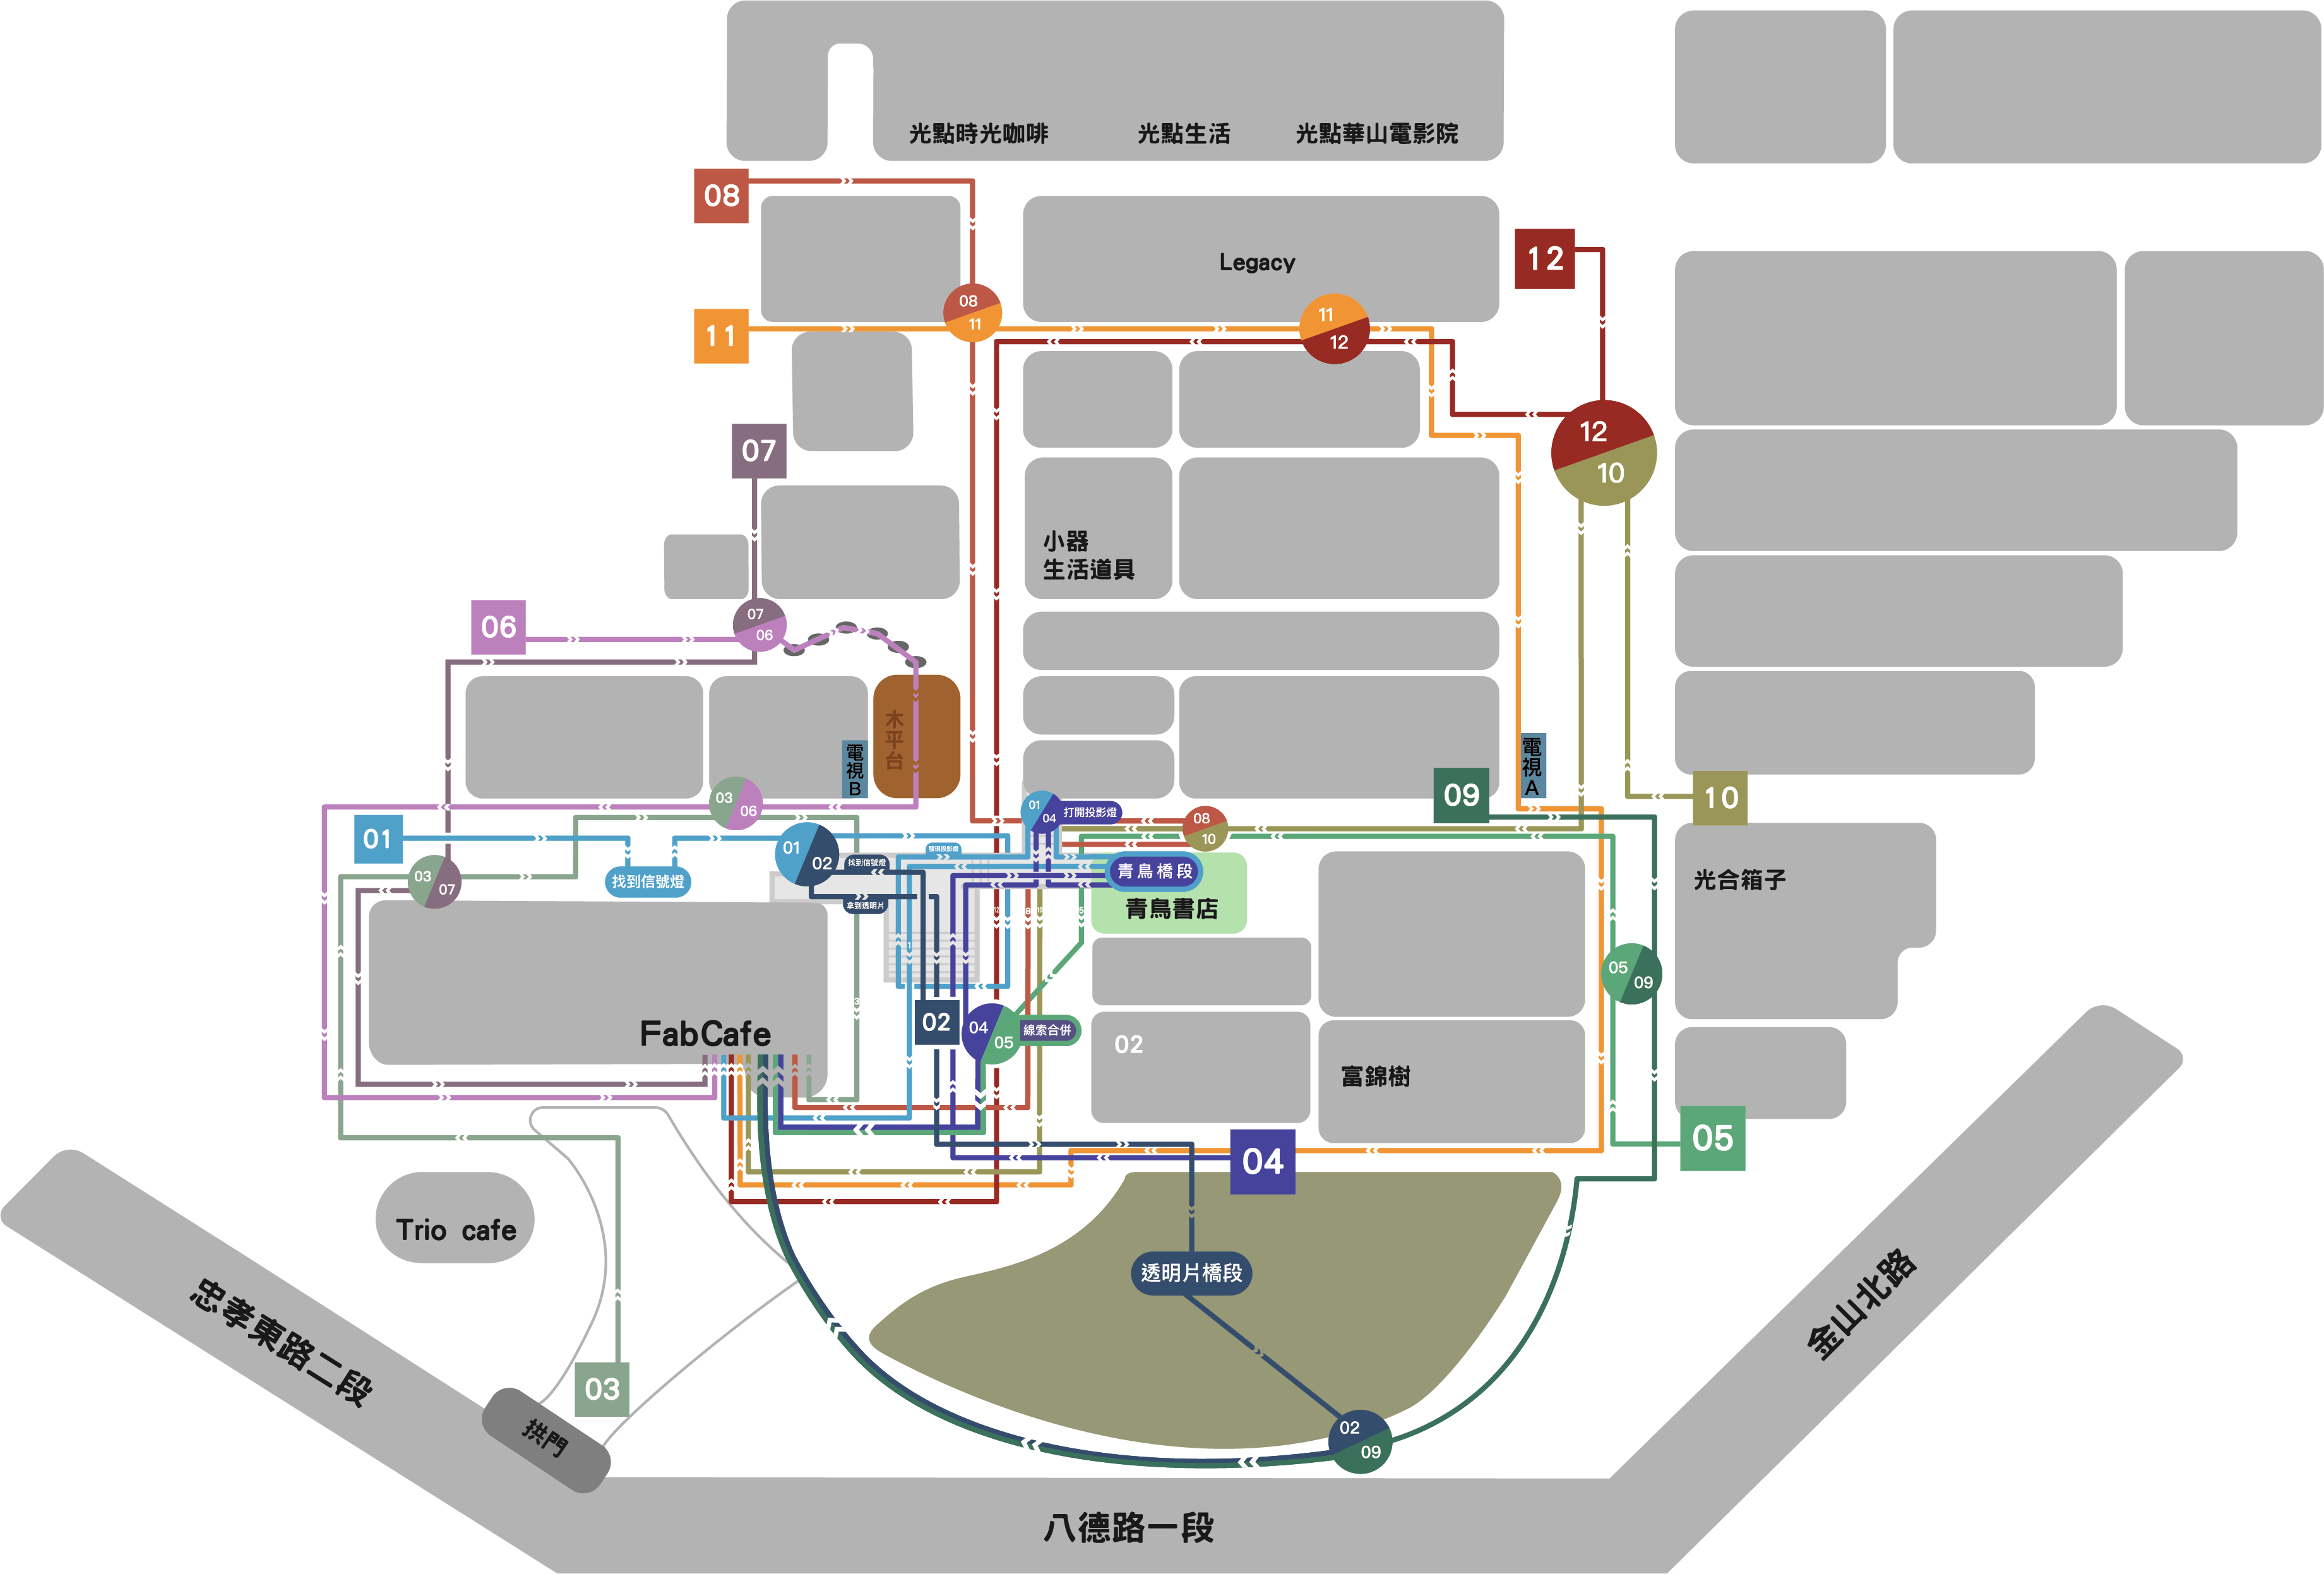 光點時光咖啡
光點生活
光點華山電影院
08
Legacy
12
08
11
11
11
12
07
12
10
小器
生活道具
06
07
06
木平台
電視B
電視A
03
06
09
10
01
04
打開投影燈
08
10
01
01
02
找到信號燈
發現投影燈
青鳥橋段
03
07
找到信號燈
拿到透明片
青鳥書店
光合箱子
05
09
FabCafe
02
04
05
線索合併
02
富錦樹
05
04
Trio cafe
透明片橋段
忠孝東路二段
金山北路
03
拱門
02
09
八德路一段